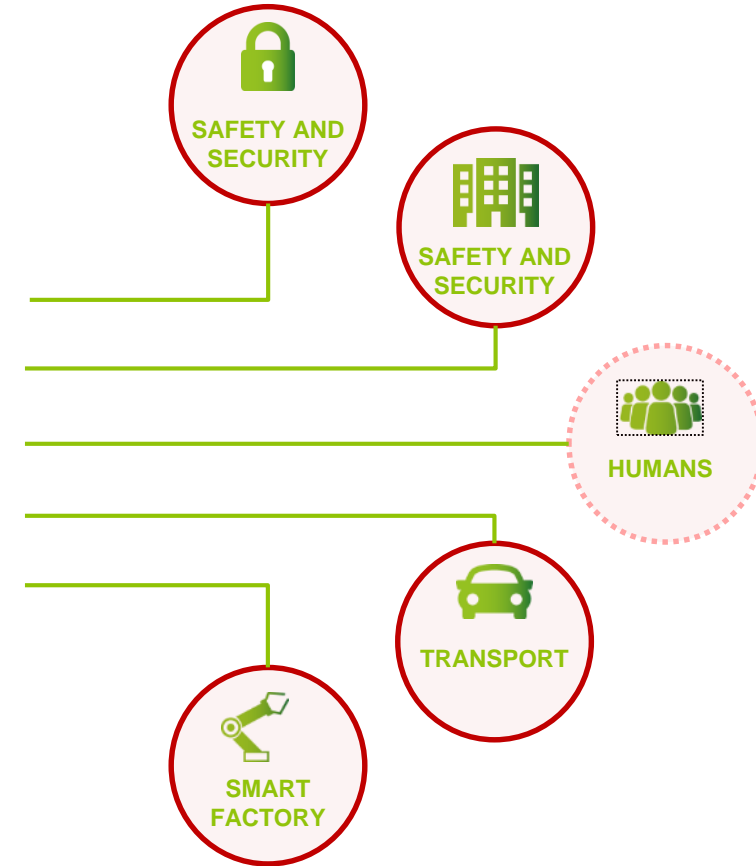 SAFETY AND
SECURITY
SAFETY AND
SECURITY
HUMANS
TRANSPORT
SMART
FACTORY